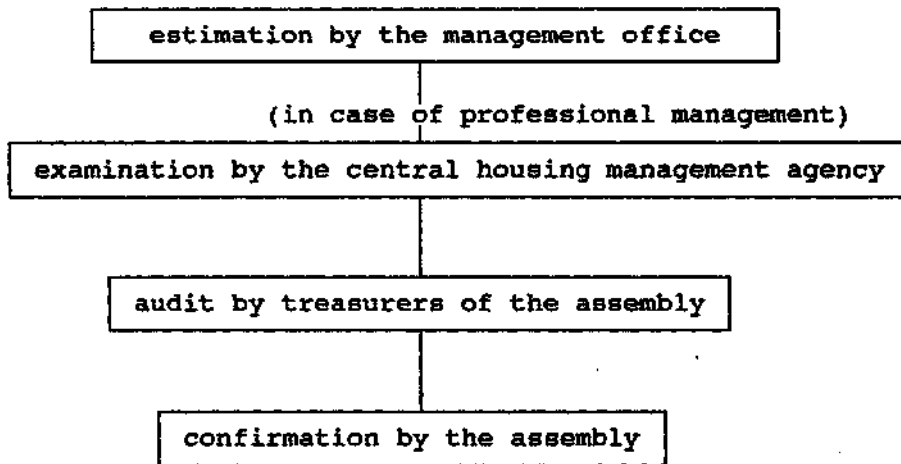 estimation by the management office
(in case of professional management)
examination by the central housing management agency
audit by treasurers of the assembly
confirmation by the assembly